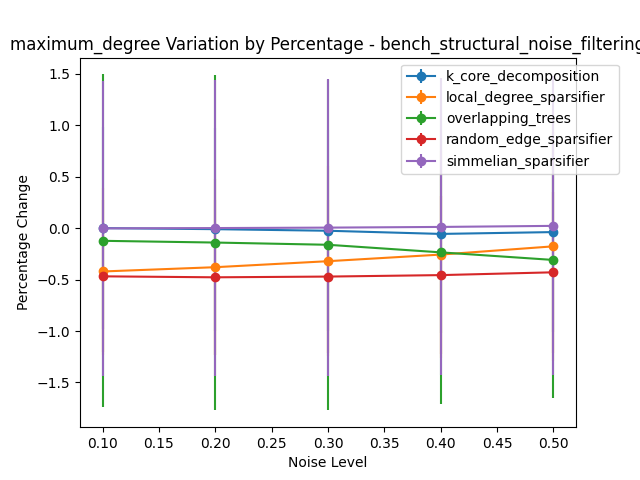 maximum_degree Variation by Percentage - bench_structural_noise_filtering
k_core_decomposition
local_degree_sparsifier
overlapping_trees
random_edge_sparsifier
simmelian_sparsifier
Percentage Change
1.5
1.0
0.5
0.0
−0.5
−1.0
−1.5
0.10 0.15 0.20 0.25 0.30 0.35 0.40 0.45 0.50
Noise Level